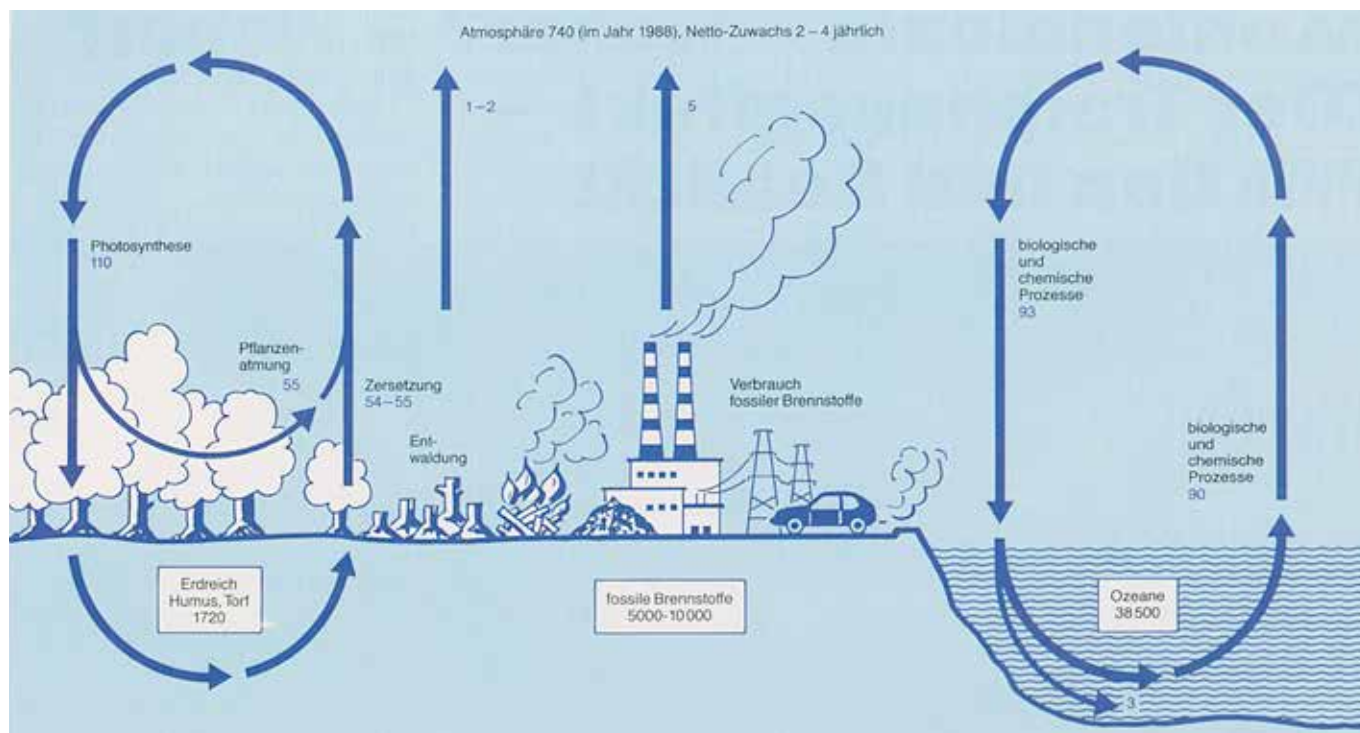 Atmosphäre 740 (im Jahr 1988), Netto-Zuwachs 2 – 4 jährlich
1–2
5
Photosynthese
110
Pflanzen-
atmung
55
Zersetzung
54–55
Ent-
waldung
Verbrauch
fossiler Brennstoffe
biologische
und
chemische
Prozesse
93
biologische
und
chemische
Prozesse
90
Erdreich
Humus, Torf
1720
fossile Brennstoffe
5000-10000
Ozeane
38500
3